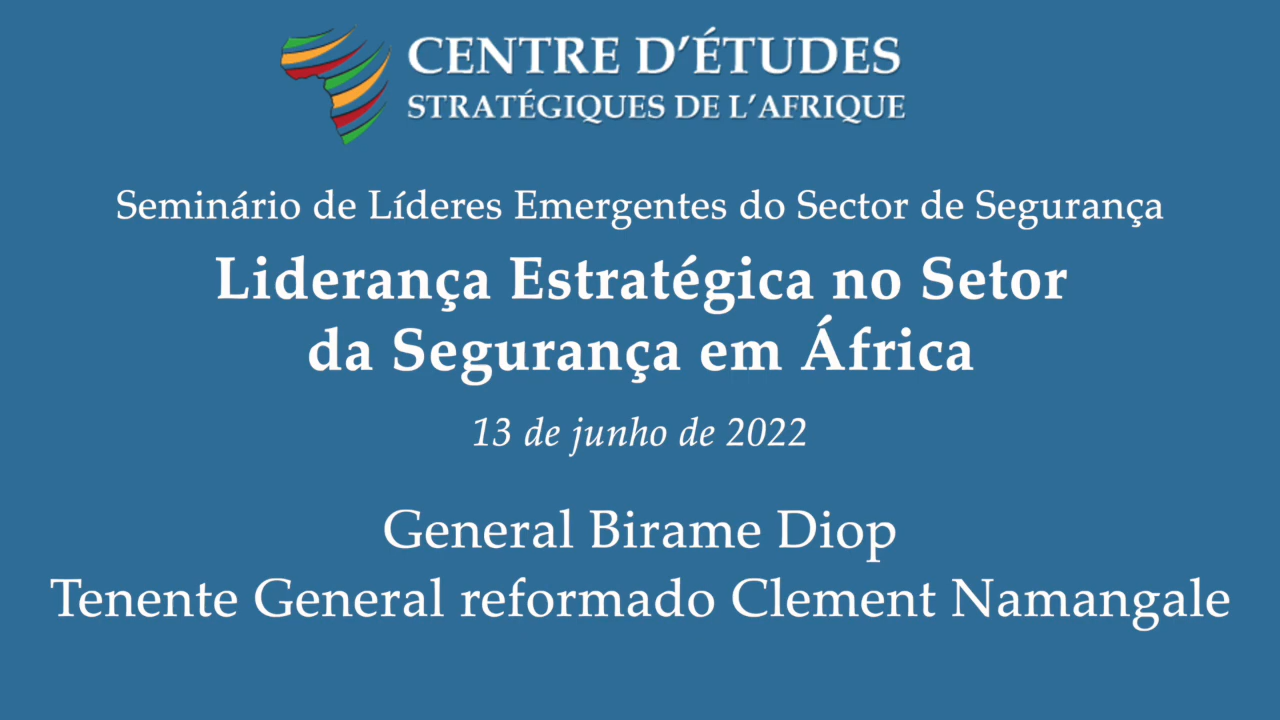 CENTRE D'ÉTUDES
STRATÉGIQUES DE L'AFRIQUE
Seminário de Líderes Emergentes do Sector de Segurança
Liderança Estratégica no Setor
da Segurança em África
13 de junho de 2022
General Birame Diop
Tenente General reformado Clement Namangale